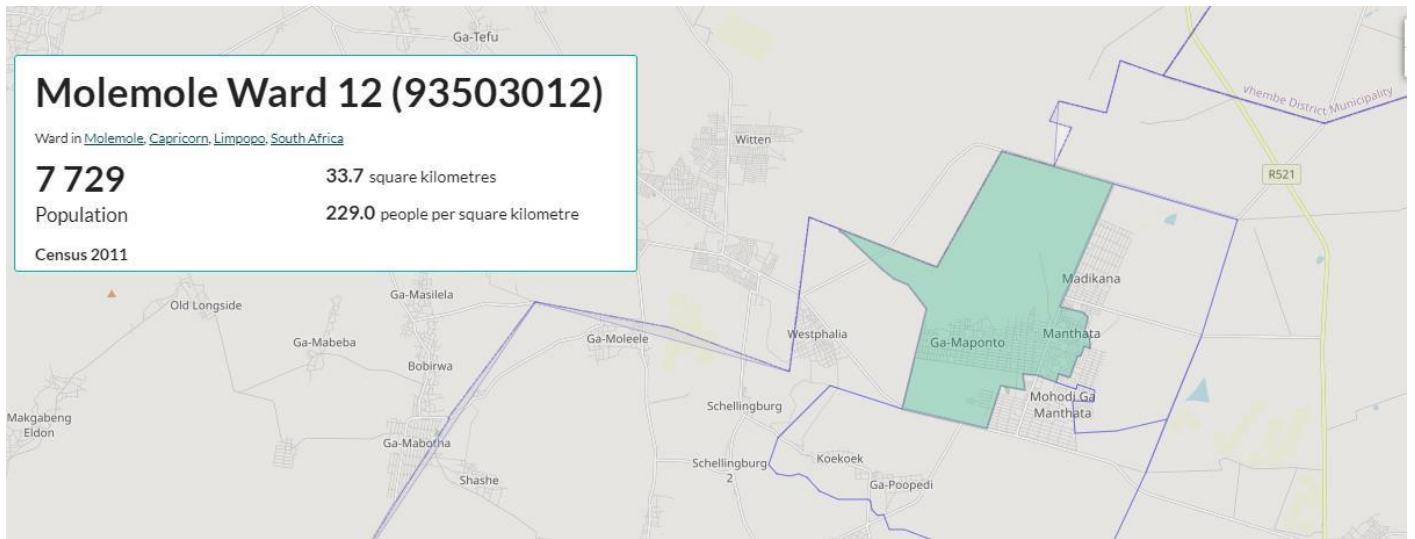 Ga-Tefu
Molemole Ward 12 (93503012)
Ward in Molemole, Capricorn, Limpopo, South Africa
7 729
Population
33.7 square kilometres
229.0 people per square kilometre
Census 2011
Witten
Vhembe District Municipality
R521
Old Longside
Ga-Masilela
Ga-Mabeba
Bobirwa
Ga-Moleele
Westphalia
Madikana
Ga-Maponto
Manthata
Mohodi Ga
Manthata
Makgabeng
Eldon
Ga-Mabotha
Shashe
Schellingburg
Schellingburg
2
Koekoek
Ga-Poopedi